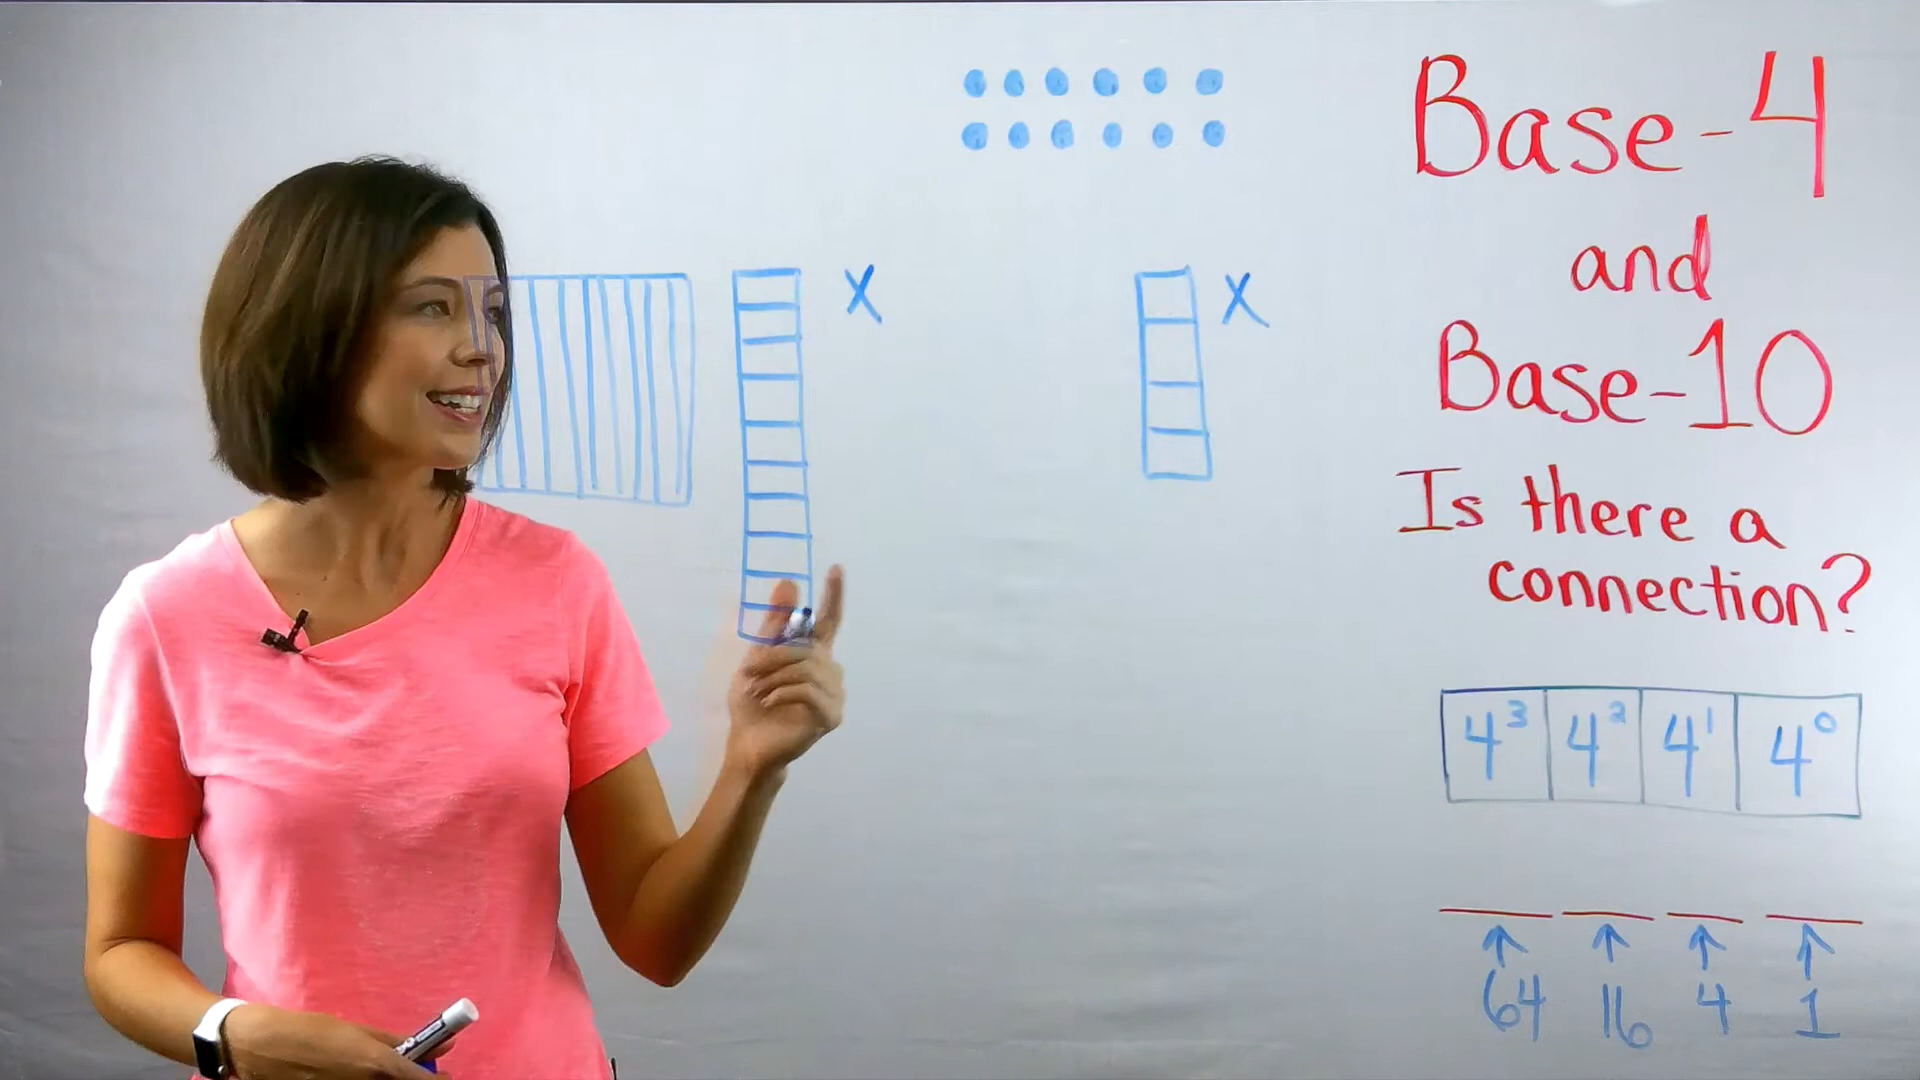 Base-4
and
Base-10
Is there a
connection?
x
x
4³ 4² 4¹ 4⁰
64 16 4 1